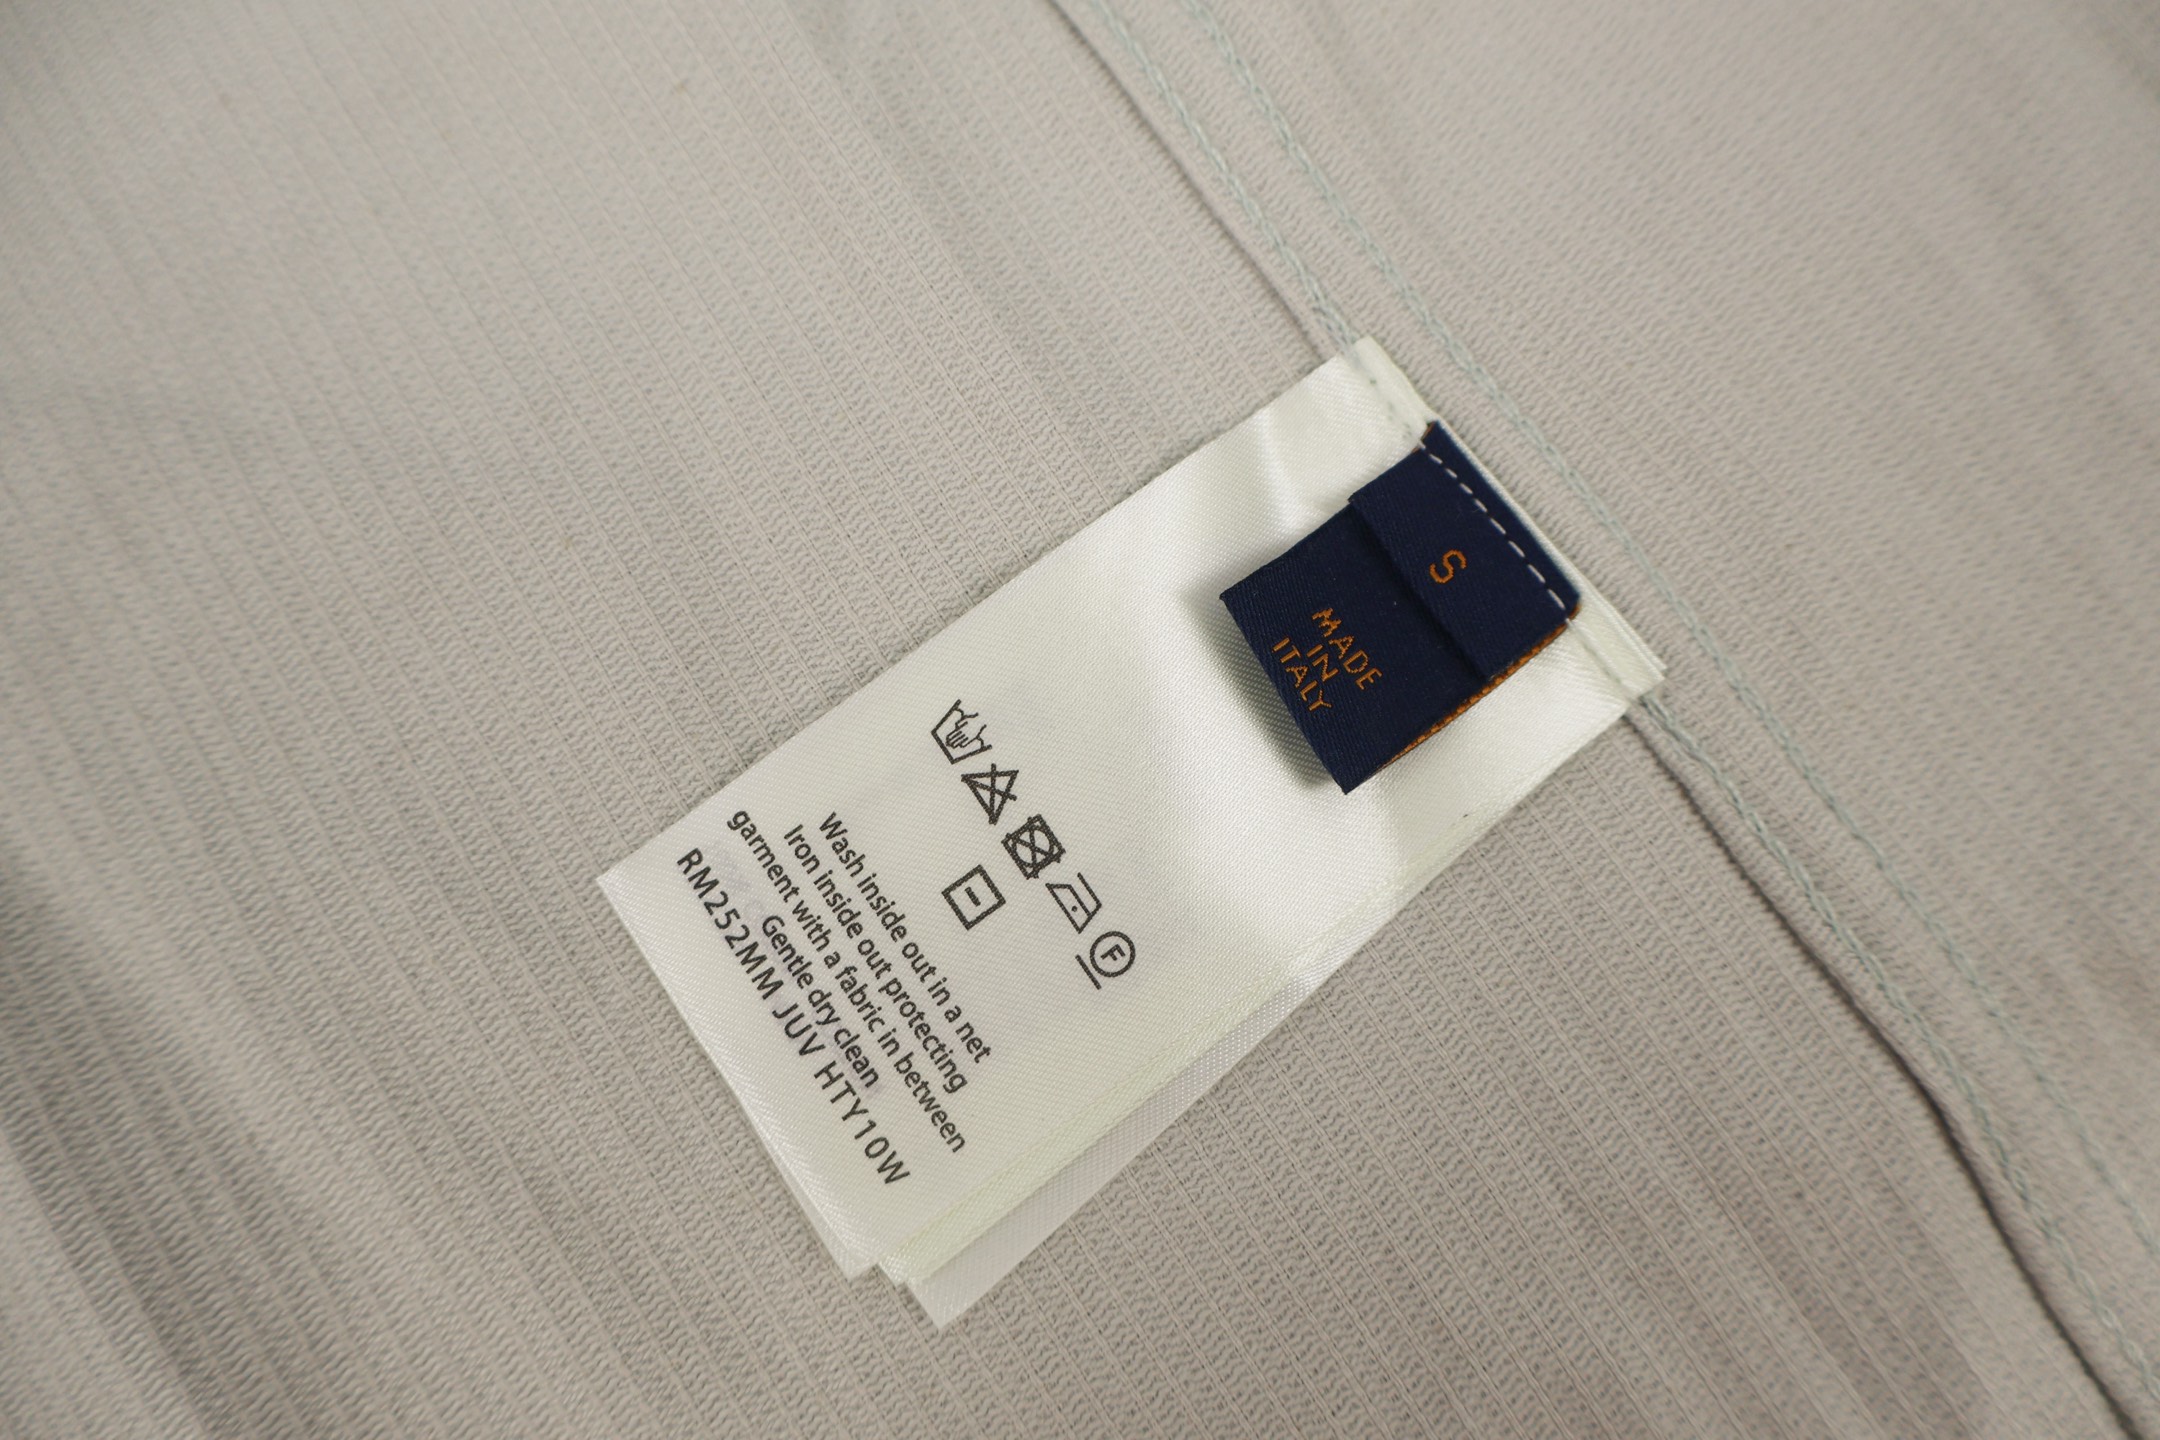 S
MADE
IN
ITALY
F
Wash inside out in a net
Iron inside out protecting
garment with a fabric in between
Gentle dry clean
RM252MM JUV HTY10W